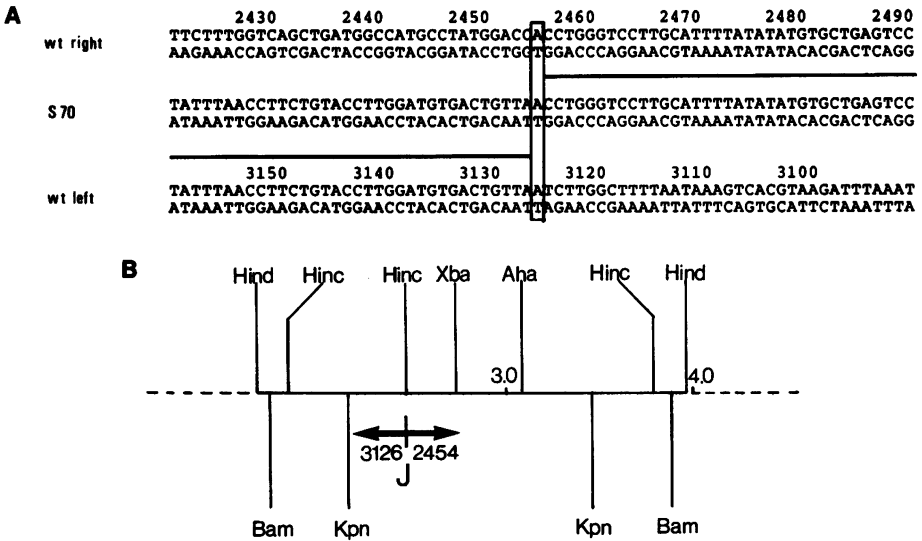 A
2430 2440 2450 2460 2470 2480 2490
wt right
TTCTTTGGTCAGCTGATGGCCATGCCTATGGACCACCTGGGTCCTTGCATTTTATATATGTGCTGAGTCC
AAGAAACCAGTCGACTACCGGTACGGATACCTGGTGGACCCAGGAACGTAAAATATATACACGACTCAGG
S70
TATTTAACCTTCTGTACCTTGGATGTGACTGTTAACCTGGGTCCTTGCATTTTATATATGTGCTGAGTCC
ATAAATTGGAAGACATGGAACCTACACTGACAATTGGACCCAGGAACGTAAAATATATACACGACTCAGG
3150 3140 3130 3120 3110 3100
wt left
TATTTAACCTTCTGTACCTTGGATGTGACTGTTAATCTTGGCTTTTAATAAAGTCACGTAAGATTTAAAT
ATAAATTGGAAGACATGGAACCTACACTGACAATTAGAACCGAAAATTATTTCAGTGCATTCTAAATTTA
B
Hind Hinc Hinc Xba Aha Hinc Hind
3.0 4.0
3126 2454
J
Bam Kpn Kpn Bam